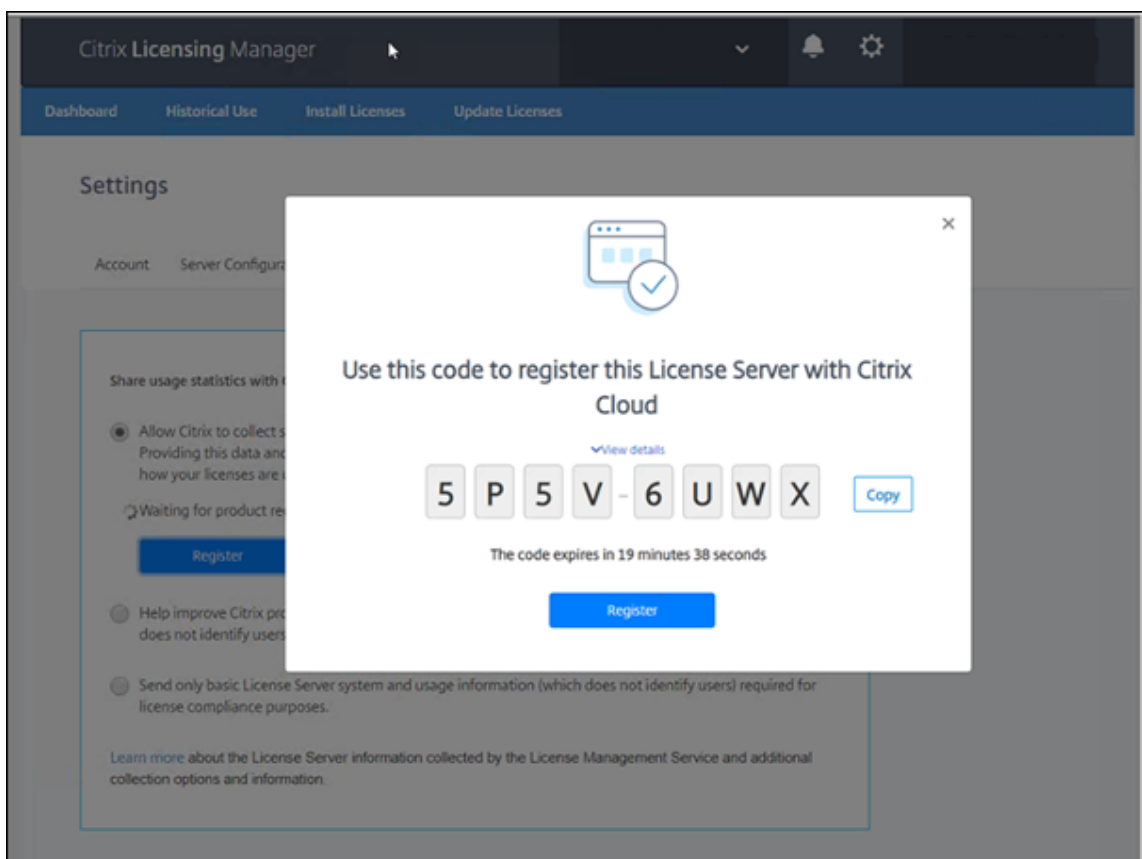 Citrix Licensing Manager
Dashboard Historical Use Install Licenses Update Licenses
Settings
Account Server
Share usage statistics with
Allow Citrix to collect
Providing this data and
how your licenses are
Waiting for product
Register
Help improve Citrix
does not identify users
Send only basic License Server system and usage information (which does not identify users) required for
license compliance purposes.
Learn more about the License Server information collected by the License Management Service and additional
collection options and information.
Use this code to register this License Server with Citrix
Cloud
View details
5 P 5 V - 6 U W X Copy
The code expires in 19 minutes 38 seconds
Register